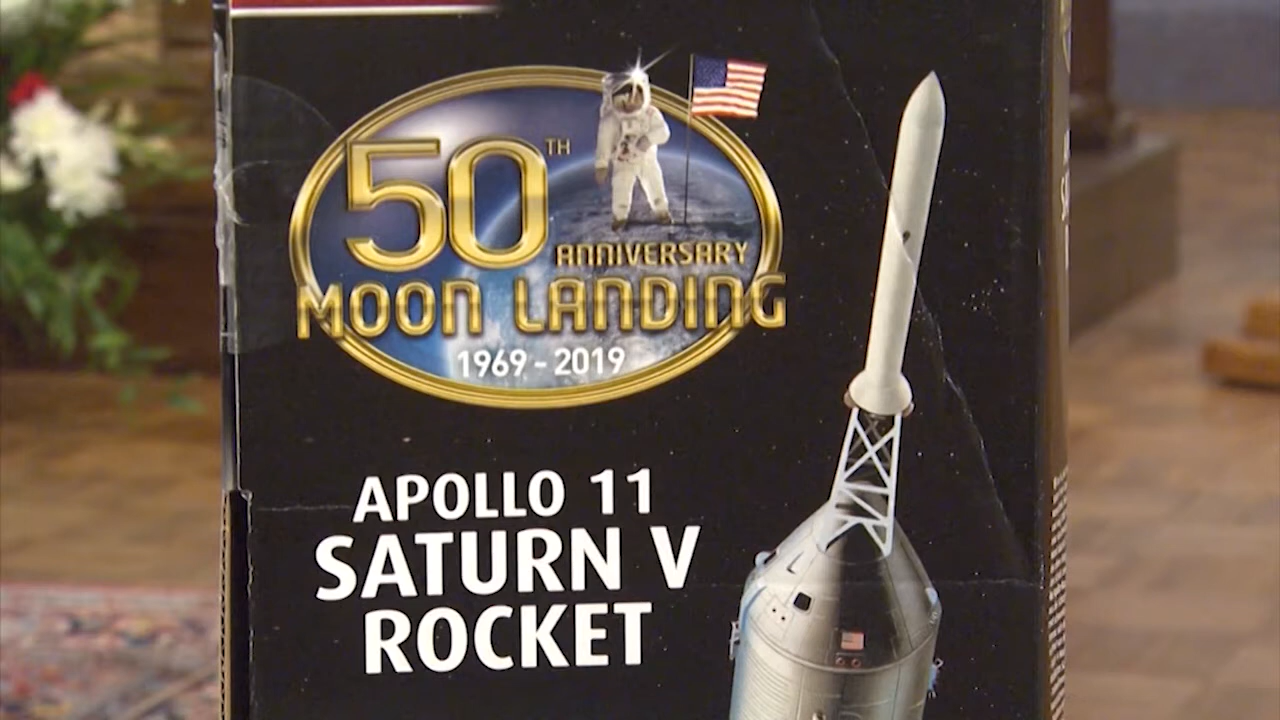 50TH
ANNIVERSARY
MOON LANDING
1969 - 2019
APOLLO 11
SATURN V
ROCKET